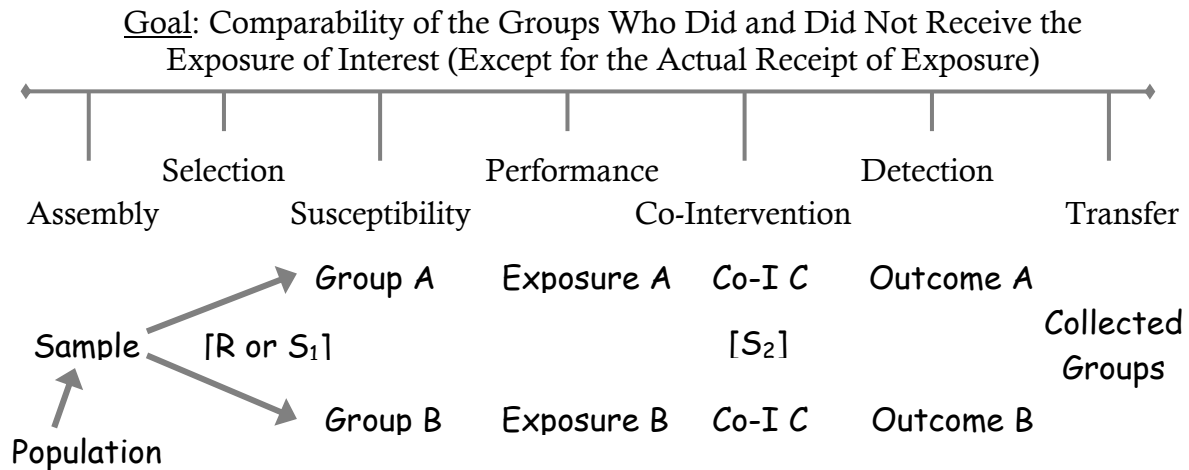 Goal: Comparability of the Groups Who Did and Did Not Receive the
Exposure of Interest (Except for the Actual Receipt of Exposure)
Selection Performance Detection
Assembly Susceptibility Co-Intervention Transfer
Group A Exposure A Co-I C Outcome A
Sample [R or S₁] [S₂] Collected
Groups
Group B Exposure B Co-I C Outcome B
Population